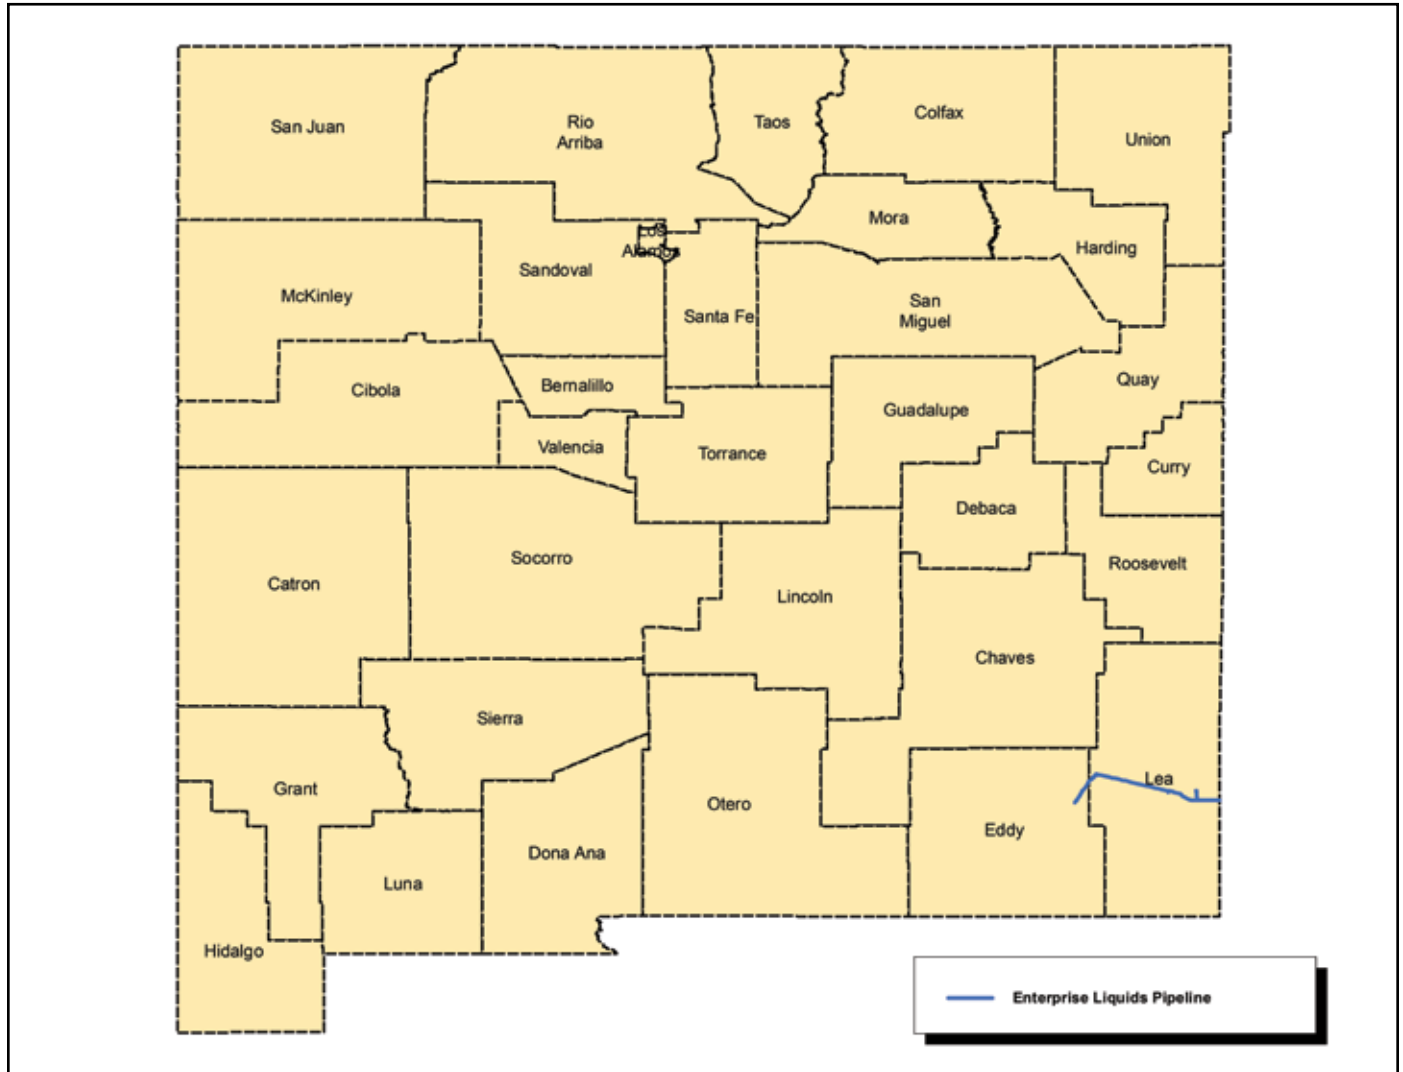 San Juan
Rio
Arriba
Taos
Colfax
Union
Mora
Harding
Los
Alamos
Sandoval
McKinley
Santa Fe
San
Miguel
Quay
Bernalillo
Cibola
Guadalupe
Valencia
Torrance
Curry
Debaca
Socorro
Roosevelt
Catron
Lincoln
Chaves
Sierra
Lea
Grant
Otero
Eddy
Dona Ana
Luna
Hidalgo
Enterprise Liquids Pipeline